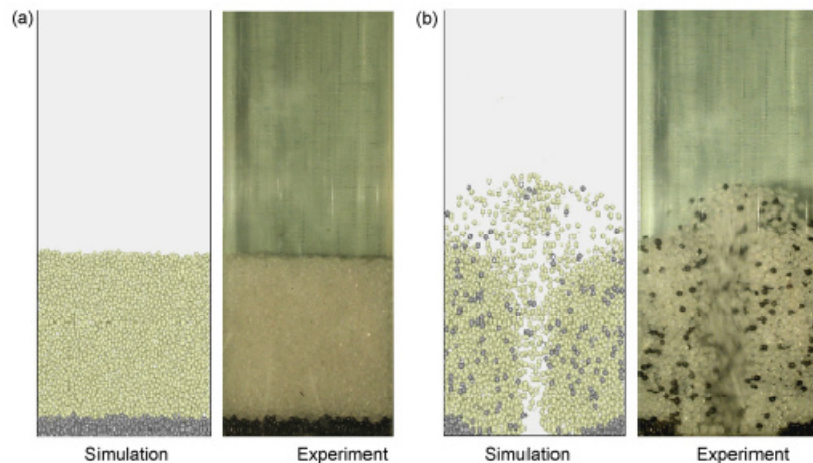 (a)
(b)
Simulation
Experiment
Simulation
Experiment